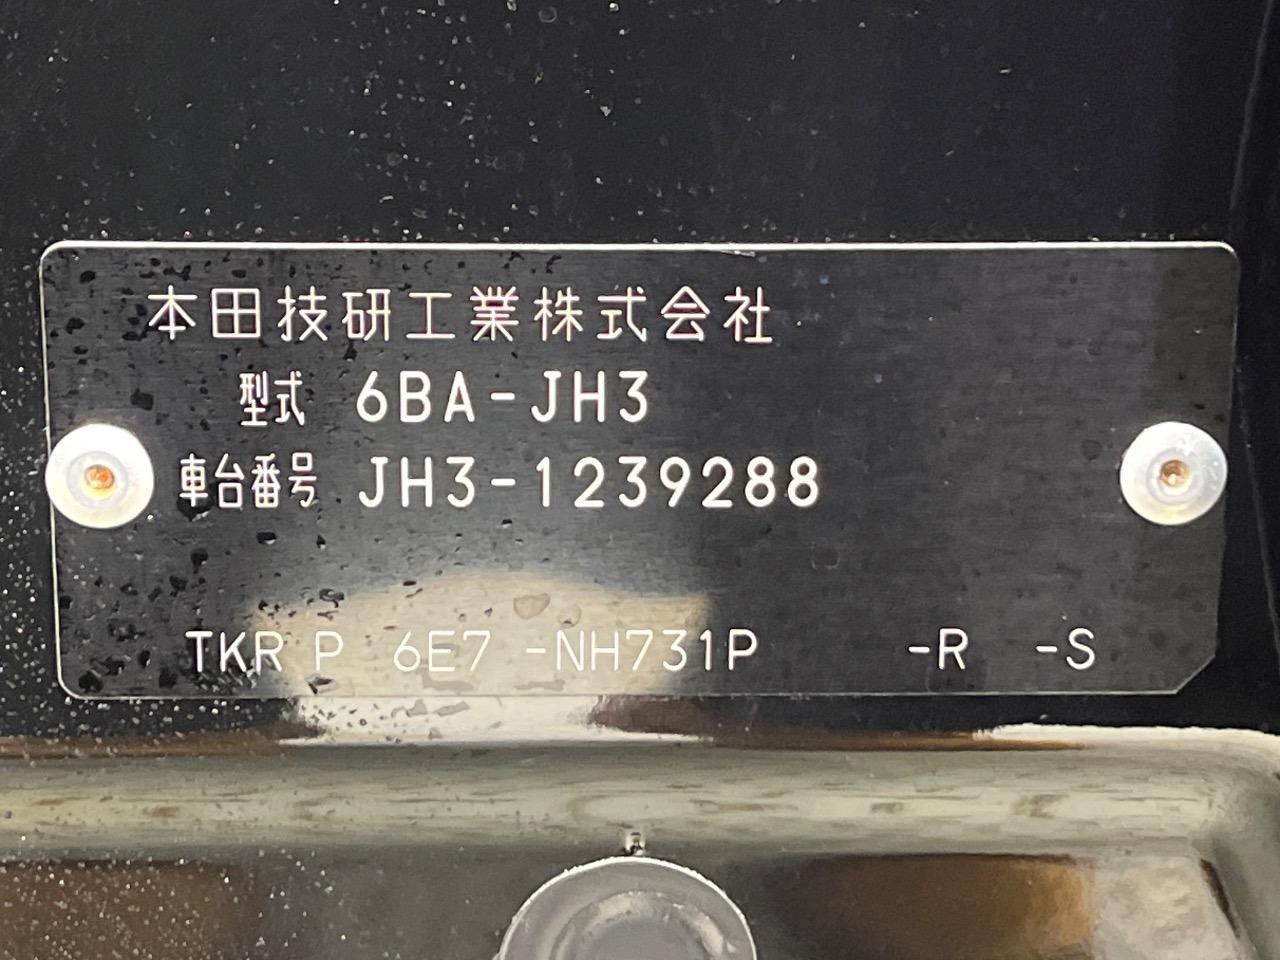 本田技研工業株式会社
型式 6BA-JH3
車台番号 JH3-1239288
TKR P 6E7 -NH731P -R -S